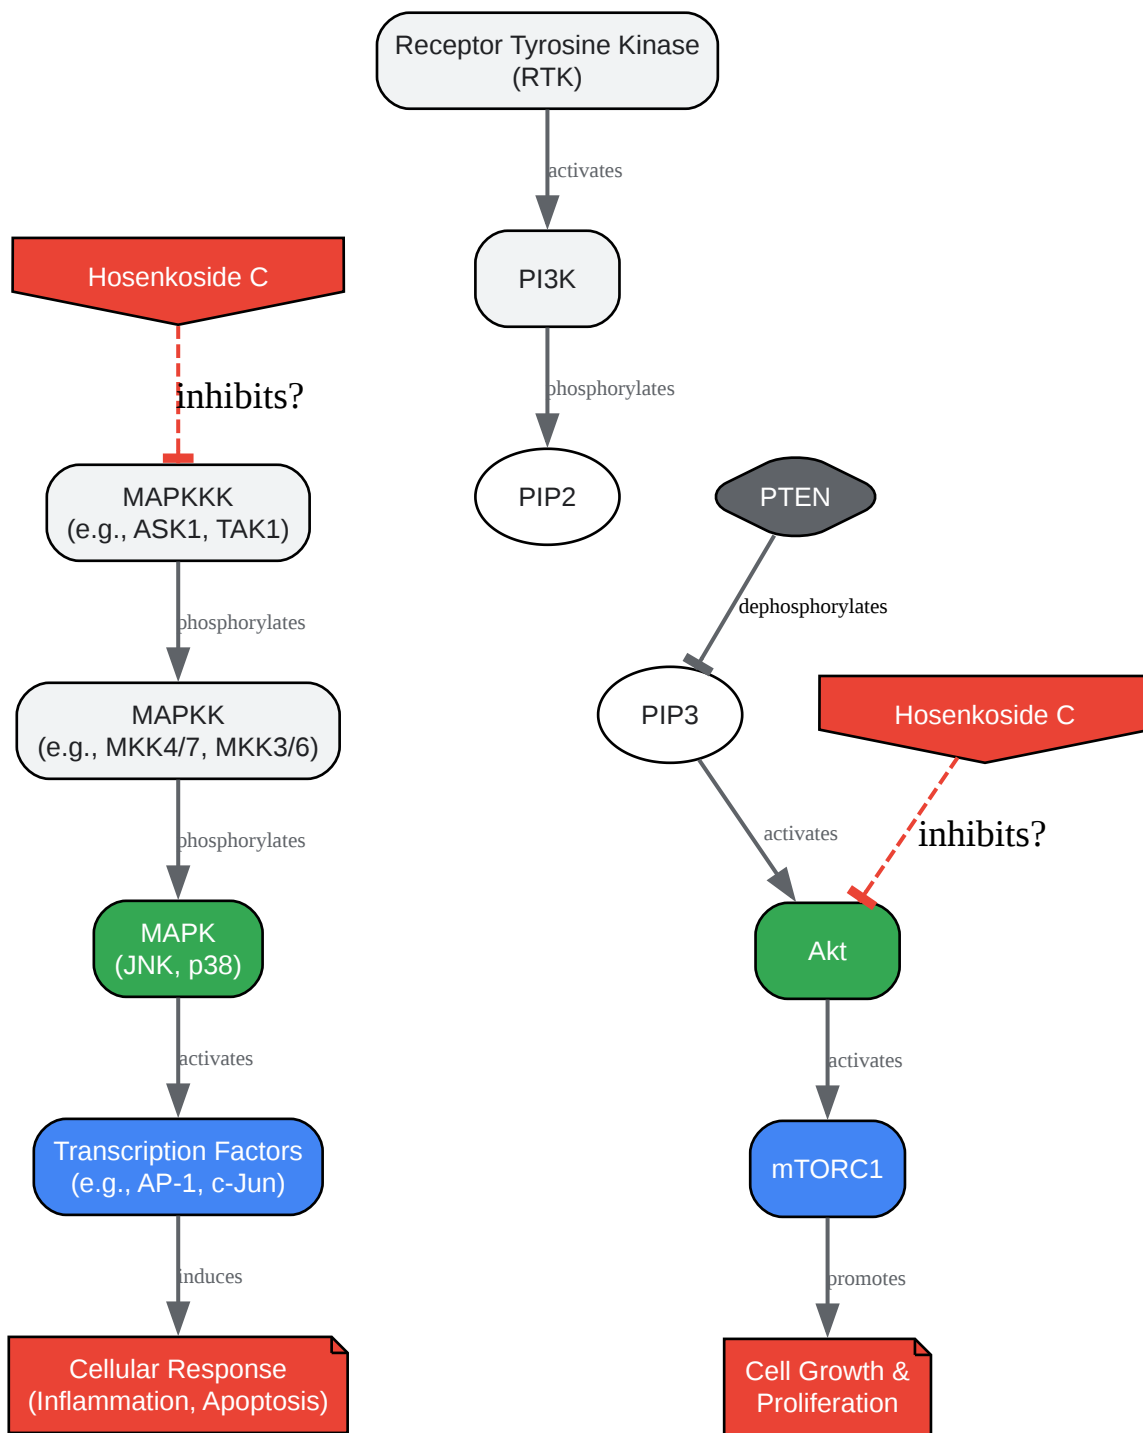 Receptor Tyrosine Kinase
(RTK)
activates
Hosenkoside C
PI3K
inhibits?
phosphorylates
MAPKKK
(e.g., ASK1, TAK1)
PIP2
PTEN
phosphorylates
dephosphorylates
MAPKK
(e.g., MKK4/7, MKK3/6)
PIP3
Hosenkoside C
phosphorylates
activates
inhibits?
MAPK
(JNK, p38)
Akt
activates
activates
Transcription Factors
(e.g., AP-1, c-Jun)
mTORC1
induces
promotes
Cellular Response
(Inflammation, Apoptosis)
Cell Growth &
Proliferation